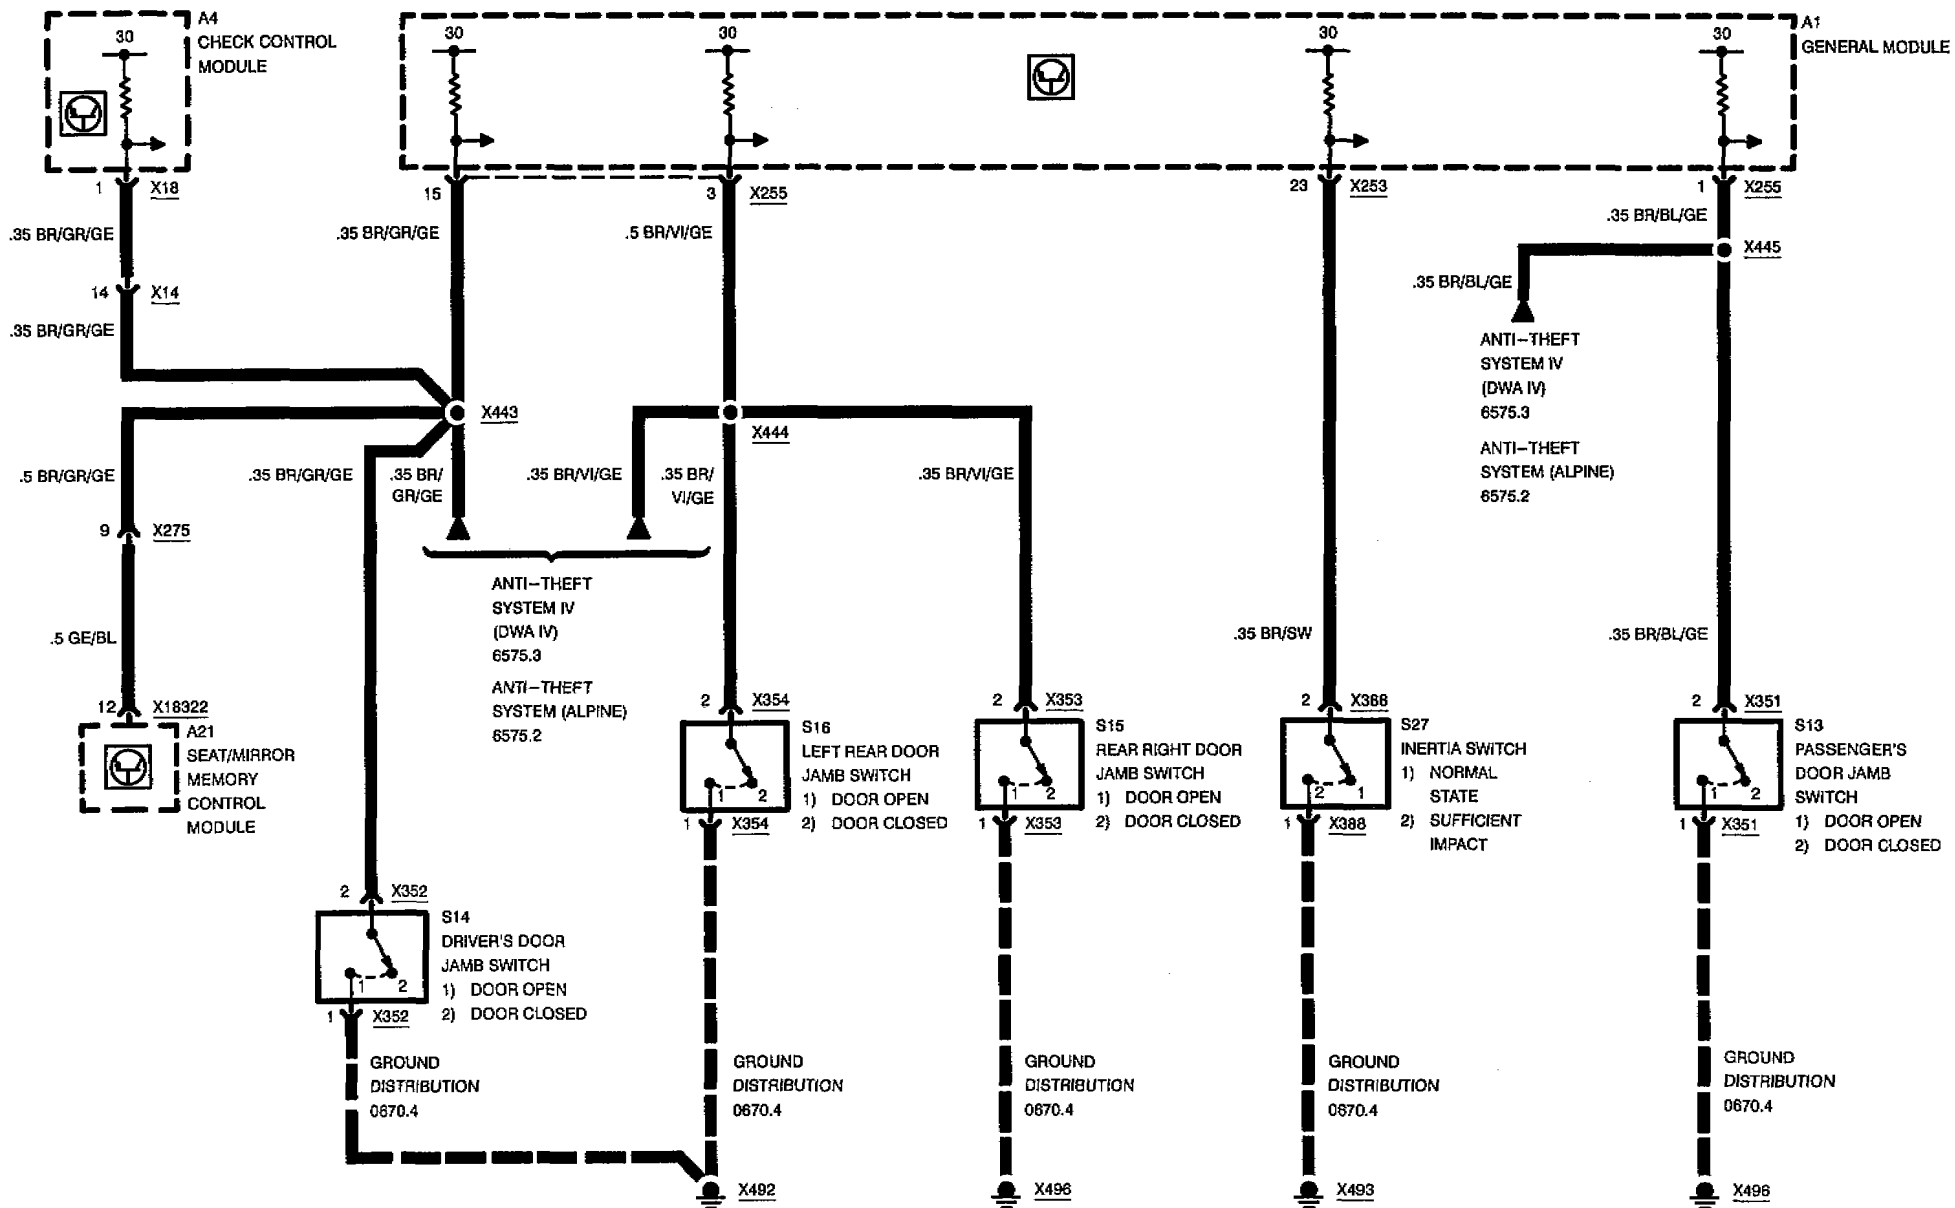 A4
CHECK CONTROL
MODULE
30
30
30
30
30
A1
GENERAL MODULE
1 X18
15
3 X255
23 X253
1 X255
.35 BR/GR/GE
.35 BR/GR/GE
.5 BR/VI/GE
.35 BR/BL/GE
X445
14 X14
.35 BR/BL/GE
.35 BR/GR/GE
ANTI-THEFT
SYSTEM IV
(DWA IV)
6575.3
ANTI-THEFT
SYSTEM (ALPINE)
6575.2
X443
X444
.5 BR/GR/GE
.35 BR/GR/GE
.35 BR/
GR/GE
.35 BR/VI/GE
.35 BR/
VI/GE
.35 BR/VI/GE
9 X275
ANTI-THEFT
SYSTEM IV
(DWA IV)
6575.3
ANTI-THEFT
SYSTEM (ALPINE)
6575.2
.5 GE/BL
.35 BR/SW
.35 BR/BL/GE
12 X18322
A21
SEAT/MIRROR
MEMORY
CONTROL
MODULE
2 X354
S16
LEFT REAR DOOR
JAMB SWITCH
1) DOOR OPEN
2) DOOR CLOSED
1 2
1 X354
2 X353
S15
REAR RIGHT DOOR
JAMB SWITCH
1) DOOR OPEN
2) DOOR CLOSED
1 2
1 X353
2 X366
S27
INERTIA SWITCH
1) NORMAL
STATE
2) SUFFICIENT
IMPACT
2 1
1 X388
2 X351
S13
PASSENGER'S
DOOR JAMB
SWITCH
1) DOOR OPEN
2) DOOR CLOSED
1 2
1 X351
2 X352
S14
DRIVER'S DOOR
JAMB SWITCH
1) DOOR OPEN
2) DOOR CLOSED
1 2
1 X352
GROUND
DISTRIBUTION
0670.4
GROUND
DISTRIBUTION
0670.4
GROUND
DISTRIBUTION
0670.4
GROUND
DISTRIBUTION
0670.4
GROUND
DISTRIBUTION
0670.4
X492
X496
X493
X496